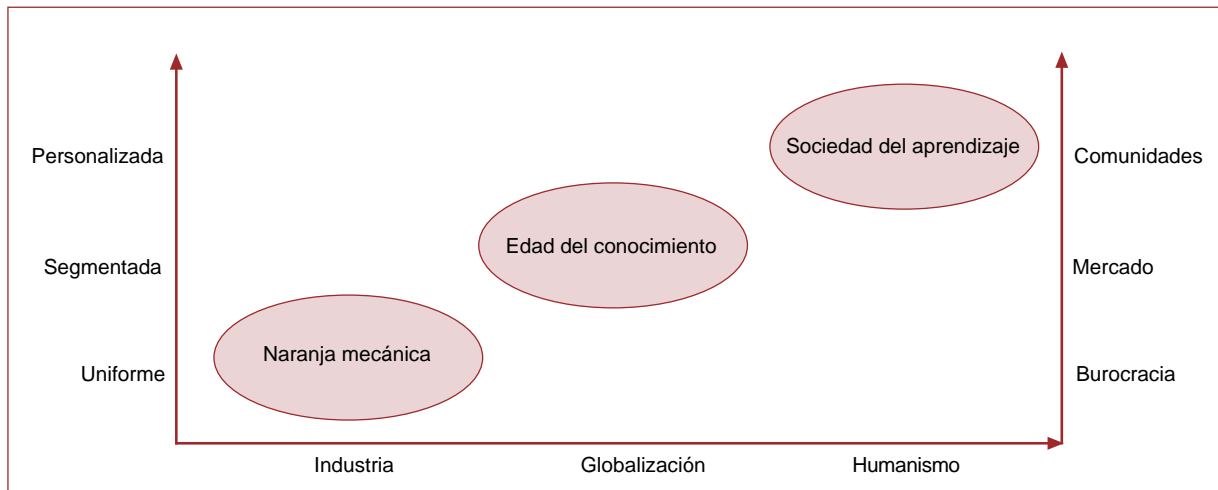 Sociedad del aprendizaje
Personalizada
Comunidades
Edad del conocimiento
Segmentada
Mercado
Naranja mecánica
Uniforme
Burocracia
Industria
Globalización
Humanismo